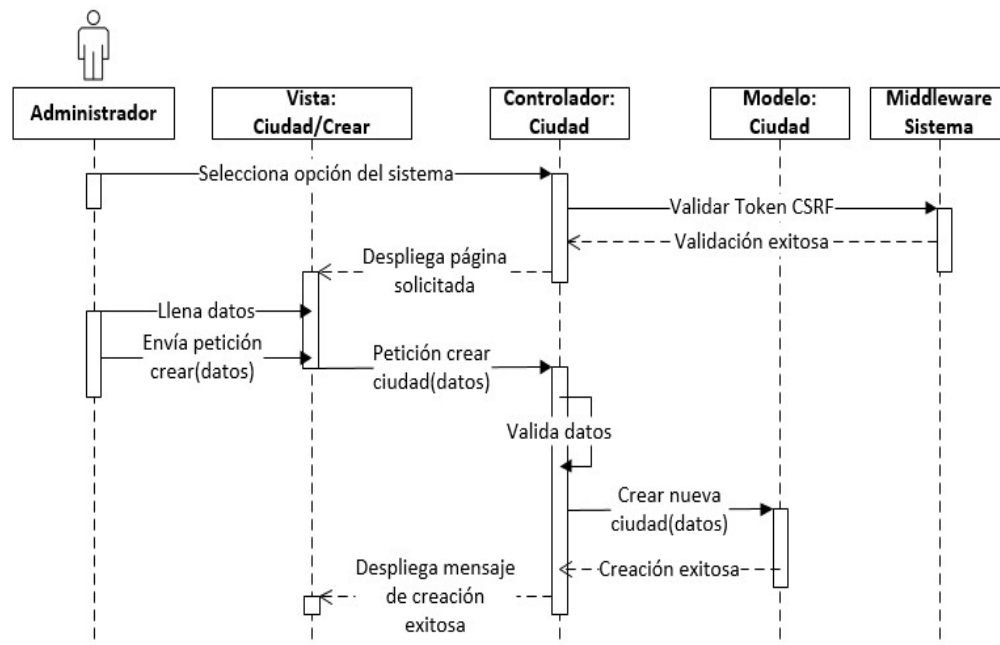 Administrador
Vista:
Ciudad/Crear
Controlador:
Ciudad
Modelo:
Ciudad
Middleware
Sistema
Selecciona opción del sistema
Validar Token CSRF
Validación exitosa
Despliega página
solicitada
Llena datos
Envía petición
crear(datos)
Petición crear
ciudad(datos)
Valida datos
Crear nueva
ciudad(datos)
Creación exitosa
Despliega mensaje
de creación
exitosa